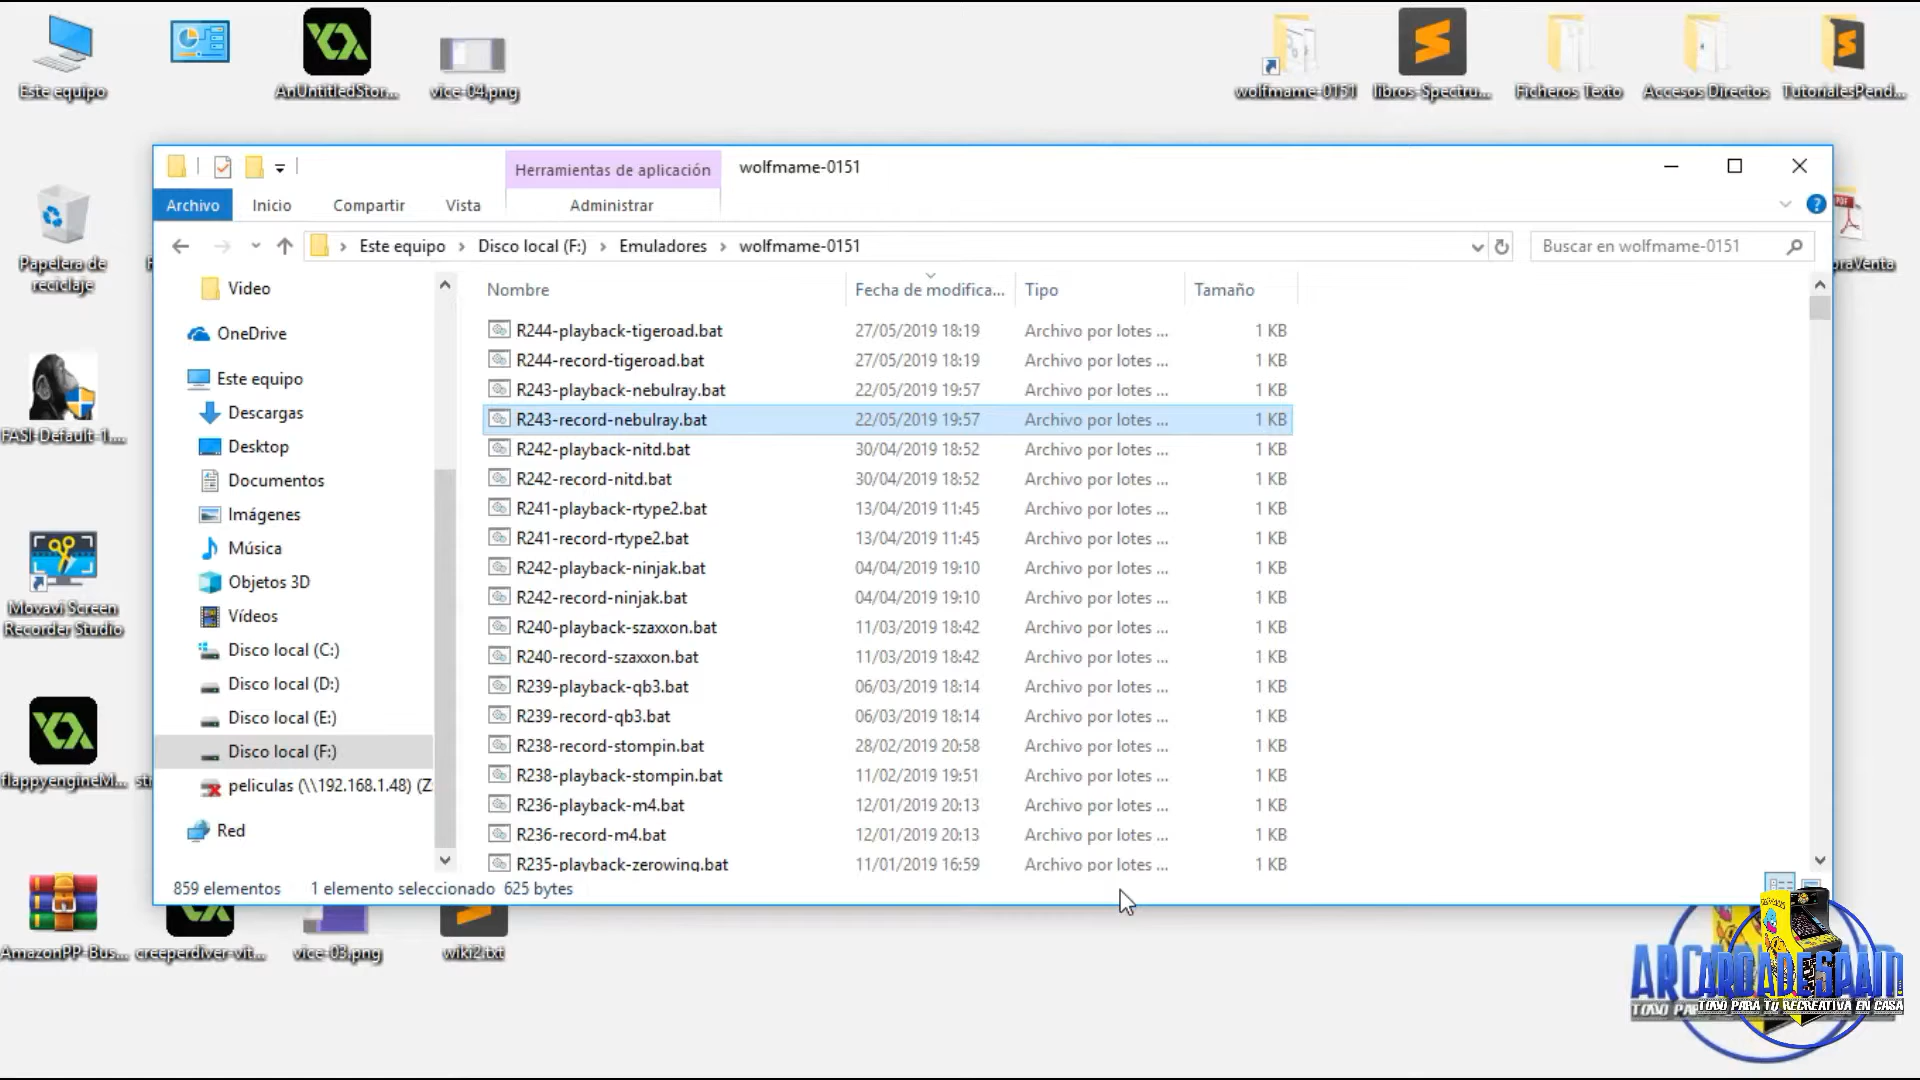 Este equipo
AnUntitledStor...
vice-04.png
wolfmame-0151
libros-Spectru...
Ficheros Texto
Accesos Directos
TutorialesPend...
Herramientas de aplicación
wolfmame-0151
Archivo
Inicio
Compartir
Vista
Administrar
Este equipo
Disco local (F:)
Emuladores
wolfmame-0151
Buscar en wolfmame-0151
Papelera de
reciclaje
FASI-Default-1....
Movavi Screen
Recorder Studio
flappyengineM...
PDF
raVenta
Video
OneDrive
Este equipo
Descargas
Desktop
Documentos
Imágenes
Música
Objetos 3D
Vídeos
Disco local (C:)
Disco local (D:)
Disco local (E:)
Disco local (F:)
peliculas (\\192.168.1.48) (Z
Red
Nombre Fecha de modifica... Tipo Tamaño
R244-playback-tigeroad.bat 27/05/2019 18:19 Archivo por lotes ... 1 KB
R244-record-tigeroad.bat 27/05/2019 18:19 Archivo por lotes ... 1 KB
R243-playback-nebulray.bat 22/05/2019 19:57 Archivo por lotes ... 1 KB
R243-record-nebulray.bat 22/05/2019 19:57 Archivo por lotes ... 1 KB
R242-playback-nitd.bat 30/04/2019 18:52 Archivo por lotes ... 1 KB
R242-record-nitd.bat 30/04/2019 18:52 Archivo por lotes ... 1 KB
R241-playback-rtype2.bat 13/04/2019 11:45 Archivo por lotes ... 1 KB
R241-record-rtype2.bat 13/04/2019 11:45 Archivo por lotes ... 1 KB
R242-playback-ninjak.bat 04/04/2019 19:10 Archivo por lotes ... 1 KB
R242-record-ninjak.bat 04/04/2019 19:10 Archivo por lotes ... 1 KB
R240-playback-szaxxon.bat 11/03/2019 18:42 Archivo por lotes ... 1 KB
R240-record-szaxxon.bat 11/03/2019 18:42 Archivo por lotes ... 1 KB
R239-playback-qb3.bat 06/03/2019 18:14 Archivo por lotes ... 1 KB
R239-record-qb3.bat 06/03/2019 18:14 Archivo por lotes ... 1 KB
R238-record-stompin.bat 28/02/2019 20:58 Archivo por lotes ... 1 KB
R238-playback-stompin.bat 11/02/2019 19:51 Archivo por lotes ... 1 KB
R236-playback-m4.bat 12/01/2019 20:13 Archivo por lotes ... 1 KB
R236-record-m4.bat 12/01/2019 20:13 Archivo por lotes ... 1 KB
R235-playback-zerowing.bat 11/01/2019 16:59 Archivo por lotes ... 1 KB
859 elementos 1 elemento seleccionado 625 bytes
AmazonPP-Bus...
creeperdiver-vit...
vice-03.png
wiki2.txt
ARCADESPAIN
TODO PARA TU RECREATIVA EN CASA